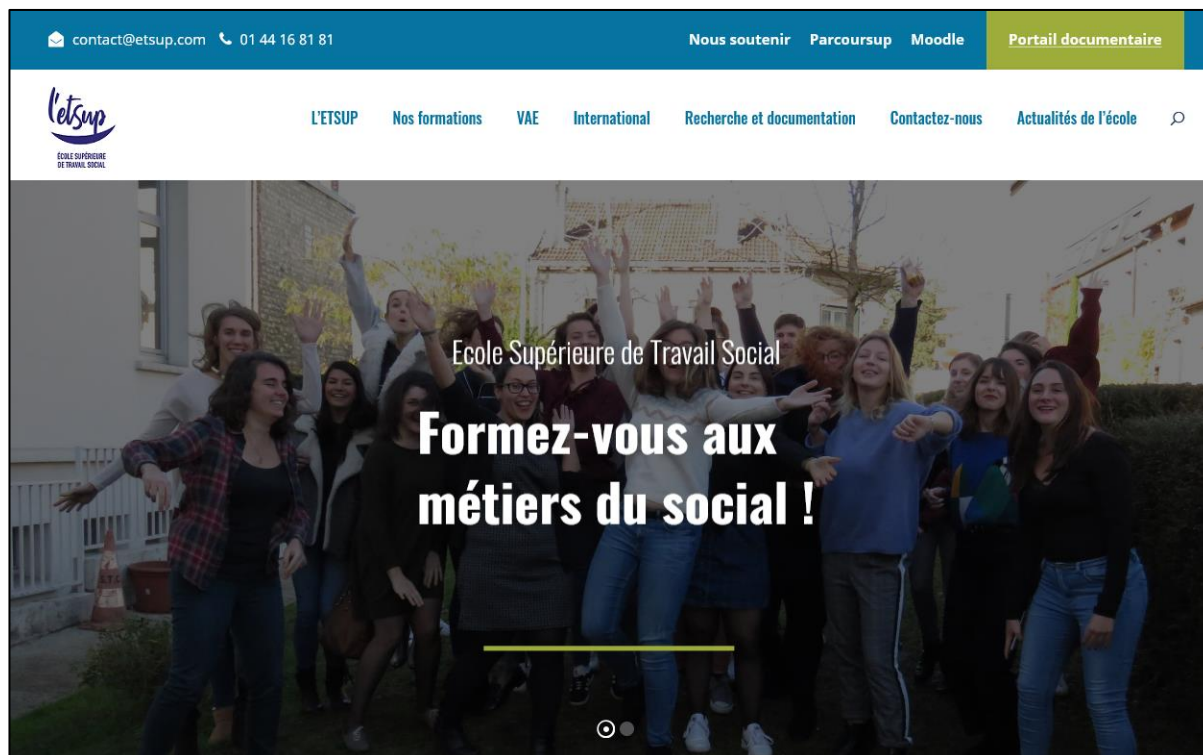 contact@etsup.com 01 44 16 81 81 Nous soutenir Parcoursup Moodle Portail documentaire
l'etsup
ÉCOLE SUPÉRIEURE
DE TRAVAIL SOCIAL
L'ETSUP Nos formations VAE International Recherche et documentation Contactez-nous Actualités de l'école
Ecole Supérieure de Travail Social
Formez-vous aux
métiers du social !